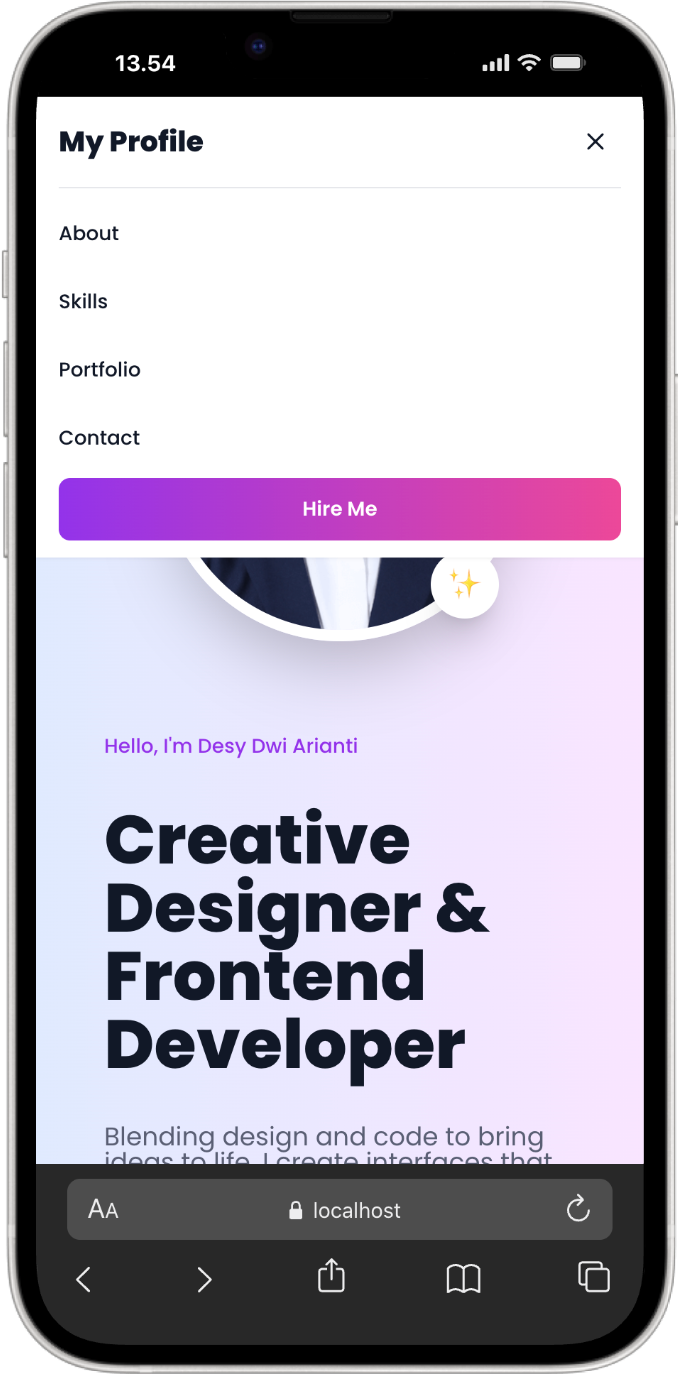 13.54
My Profile
About
Skills
Portfolio
Contact
Hire Me
Hello, I'm Desy Dwi Arianti
Creative
Designer &
Frontend
Developer
Blending design and code to bring
ideas to life. I create interfaces that
AA
localhost